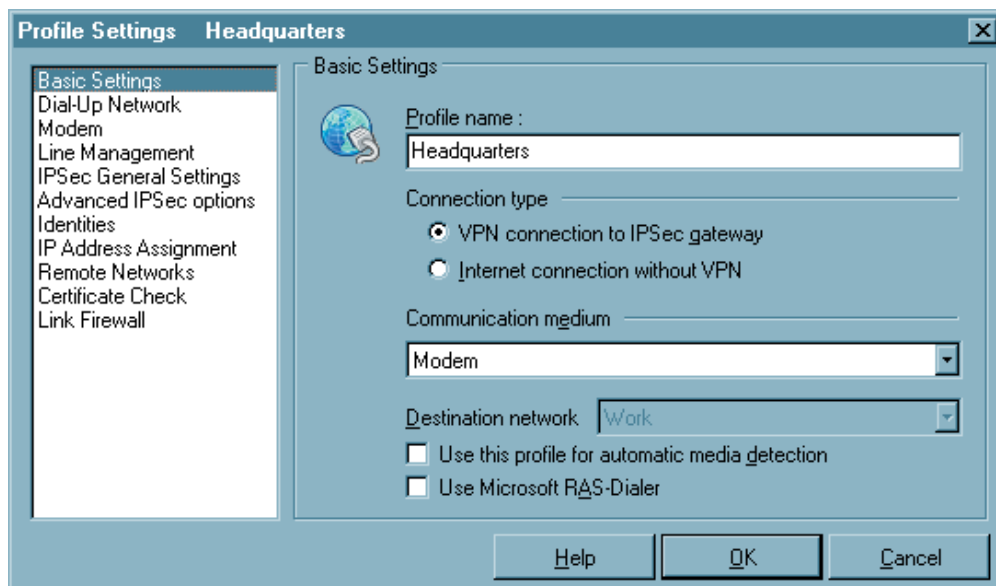 Profile Settings Headquarters
Basic Settings
Dial-Up Network
Modem
Line Management
IPSec General Settings
Advanced IPSec options
Identities
IP Address Assignment
Remote Networks
Certificate Check
Link Firewall
Basic Settings
Profile name :
Headquarters
Connection type
VPN connection to IPSec gateway
Internet connection without VPN
Communication medium
Modem
Destination network Work
Use this profile for automatic media detection
Use Microsoft RAS-Dialer
Help OK Cancel